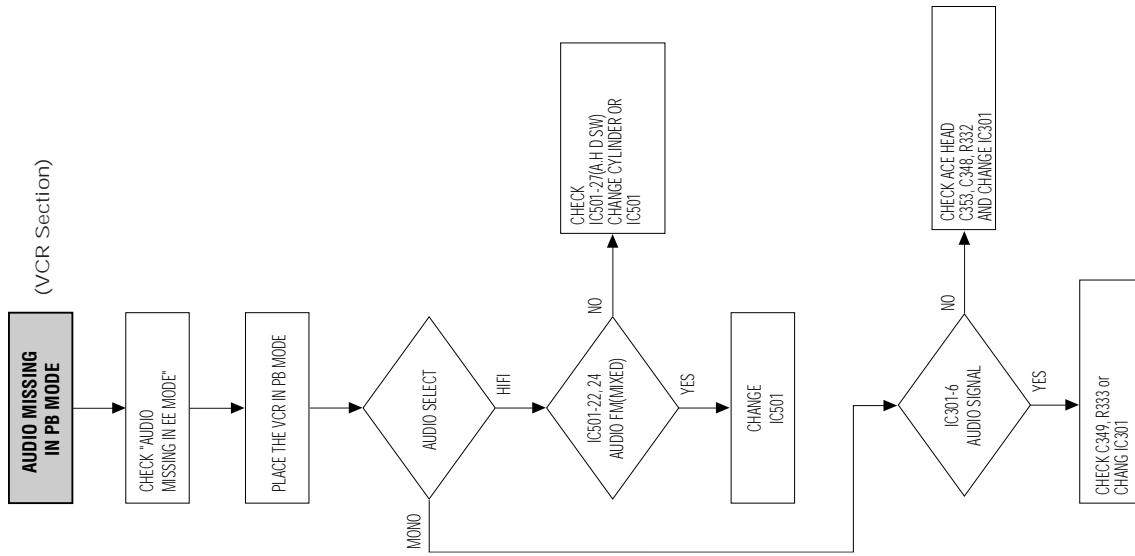 AUDIO MISSING
IN PB MODE
(VCR Section)
CHECK "AUDIO
MISSING IN EE MODE"
PLACE THE VCR IN PB MODE
AUDIO SELECT
MONO
HIFI
IC501-22, 24
AUDIO FM(MIXED)
NO
CHECK
IC501-27(A.H D SW)
CHANGE CYLINDER OR
IC501
YES
CHANGE
IC501
IC301-6
AUDIO SIGNAL
NO
CHECK ACE HEAD
C353, C348, R332
AND CHANGE IC301
YES
CHECK C349, R333 or
CHANG IC301